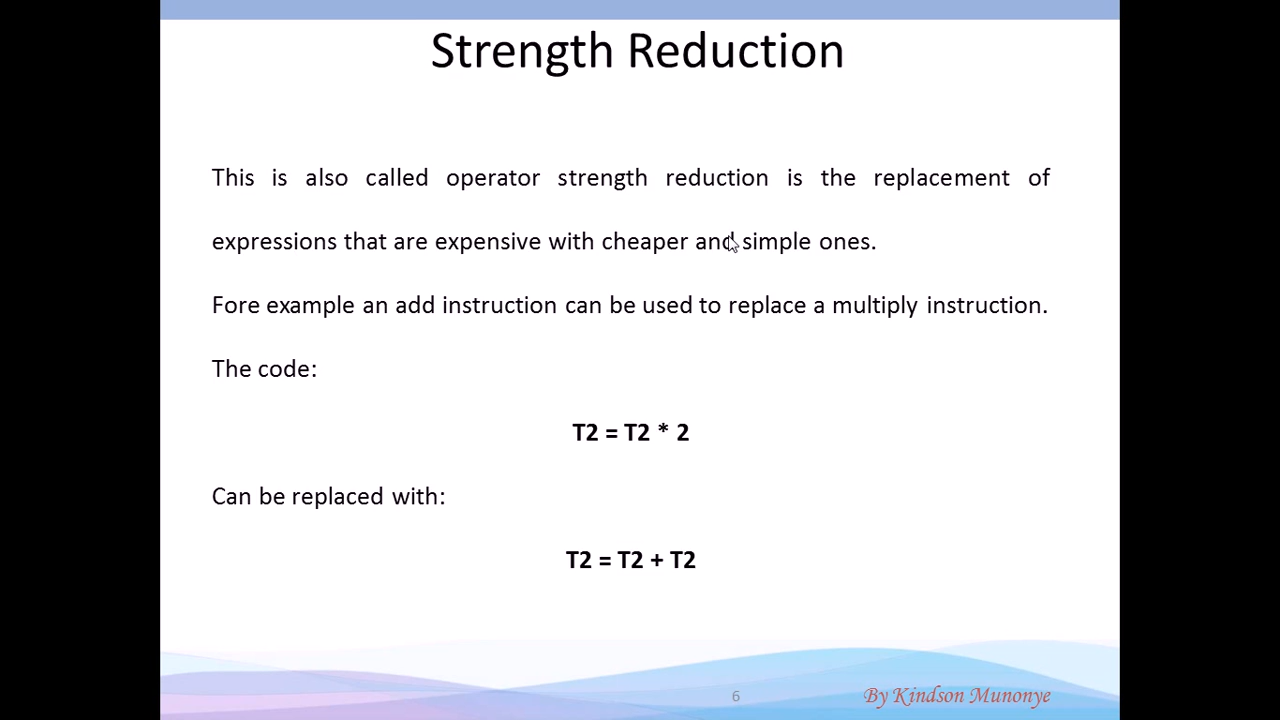 Strength Reduction
This is also called operator strength reduction is the replacement of
expressions that are expensive with cheaper and simple ones.
Fore example an add instruction can be used to replace a multiply instruction.
The code:
T2 = T2 * 2
Can be replaced with:
T2 = T2 + T2
6
By Kindson Munonye